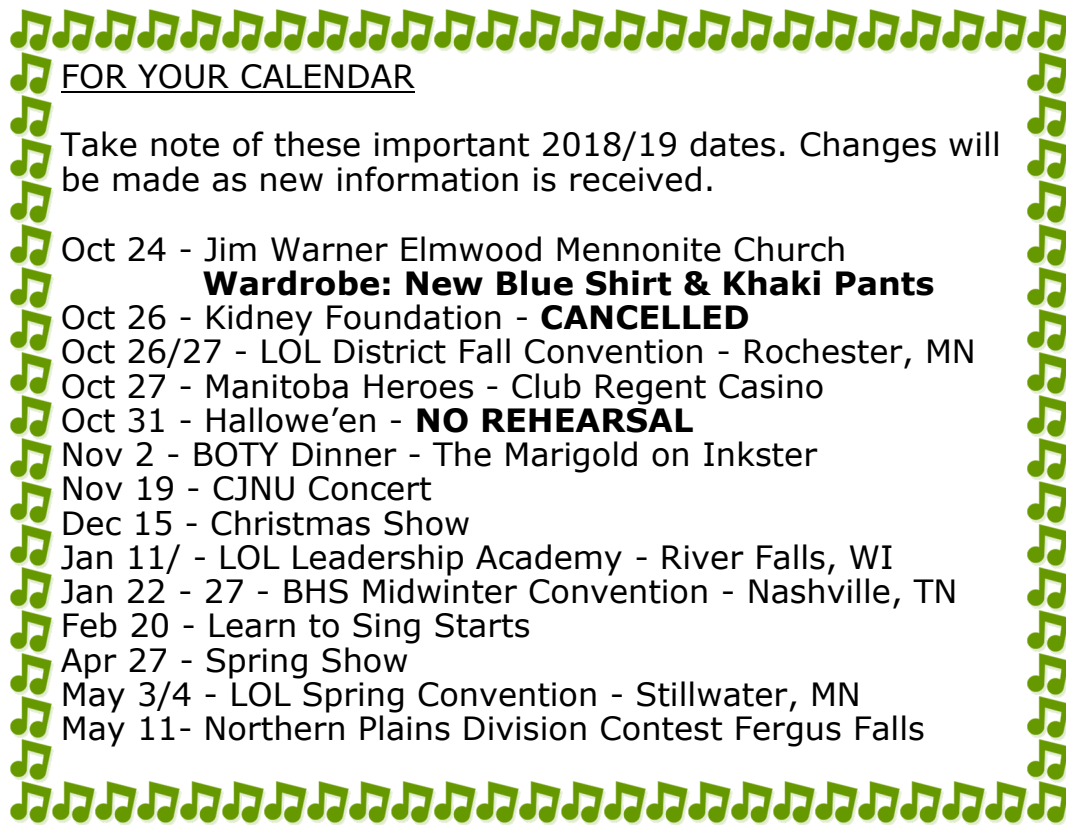 FOR YOUR CALENDAR
Take note of these important 2018/19 dates. Changes will
be made as new information is received.
Oct 24 - Jim Warner Elmwood Mennonite Church
Wardrobe: New Blue Shirt & Khaki Pants
Oct 26 - Kidney Foundation - CANCELLED
Oct 26/27 - LOL District Fall Convention - Rochester, MN
Oct 27 - Manitoba Heroes - Club Regent Casino
Oct 31 - Hallowe’en - NO REHEARSAL
Nov 2 - BOTY Dinner - The Marigold on Inkster
Nov 19 - CJNU Concert
Dec 15 - Christmas Show
Jan 11/ - LOL Leadership Academy - River Falls, WI
Jan 22 - 27 - BHS Midwinter Convention - Nashville, TN
Feb 20 - Learn to Sing Starts
Apr 27 - Spring Show
May 3/4 - LOL Spring Convention - Stillwater, MN
May 11- Northern Plains Division Contest Fergus Falls